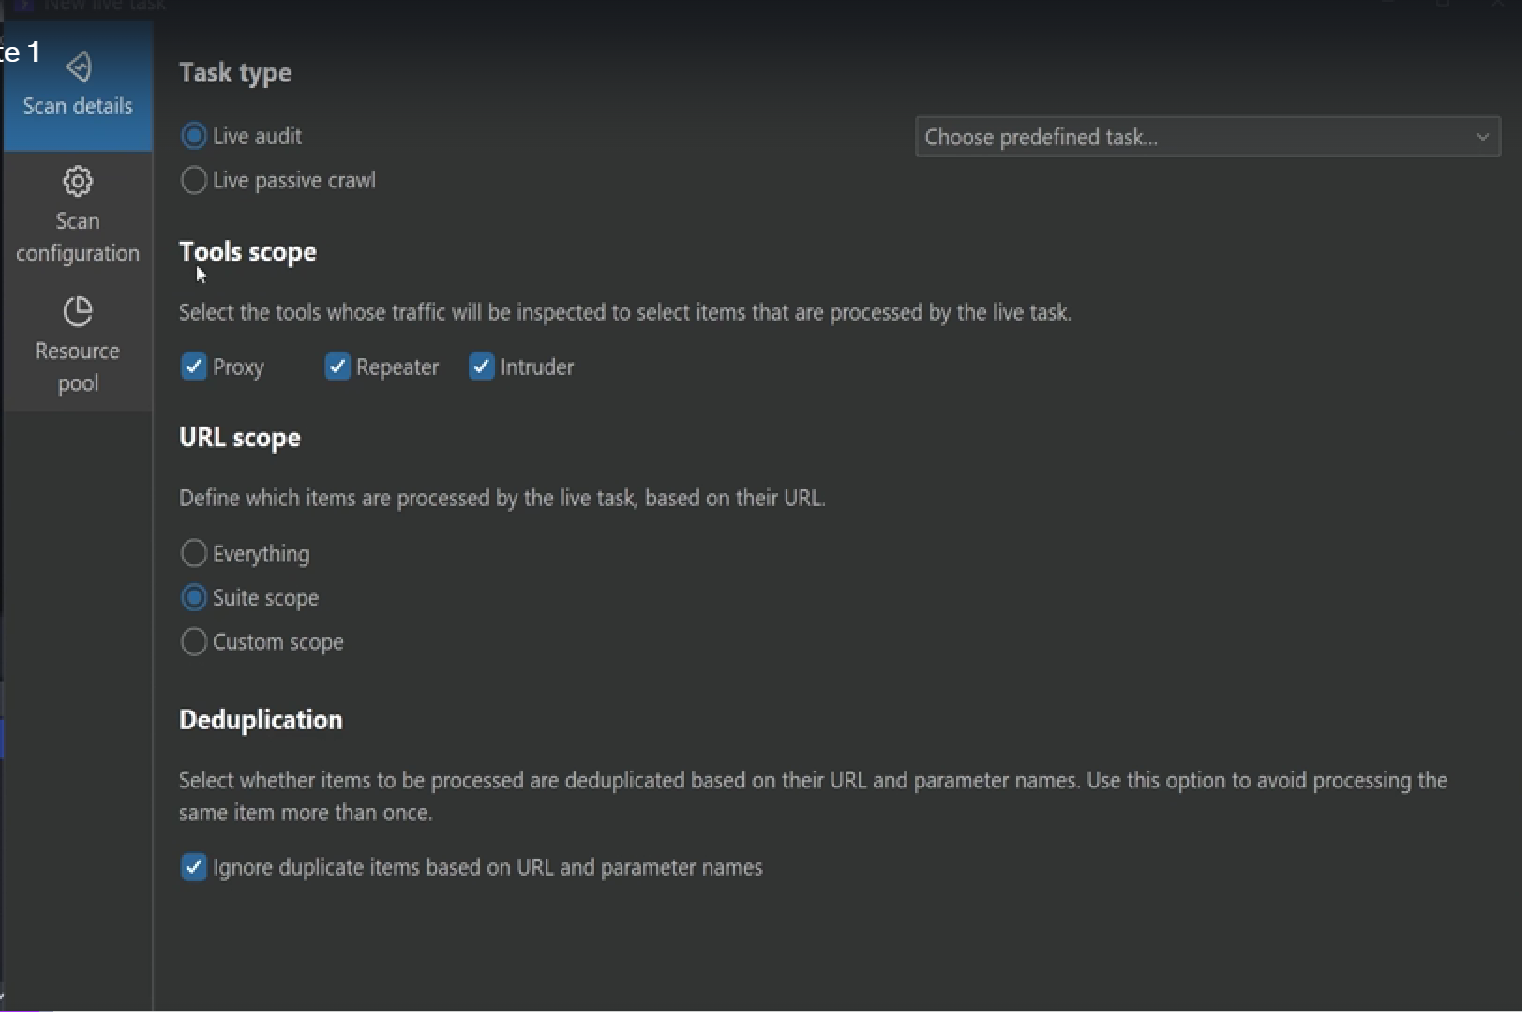 New live task
te 1
Scan details
Scan
configuration
Resource
pool
Task type
Live audit
Choose predefined task...
Live passive crawl
Tools scope
Select the tools whose traffic will be inspected to select items that are processed by the live task.
Proxy Repeater Intruder
URL scope
Define which items are processed by the live task, based on their URL.
Everything
Suite scope
Custom scope
Deduplication
Select whether items to be processed are deduplicated based on their URL and parameter names. Use this option to avoid processing the
same item more than once.
Ignore duplicate items based on URL and parameter names